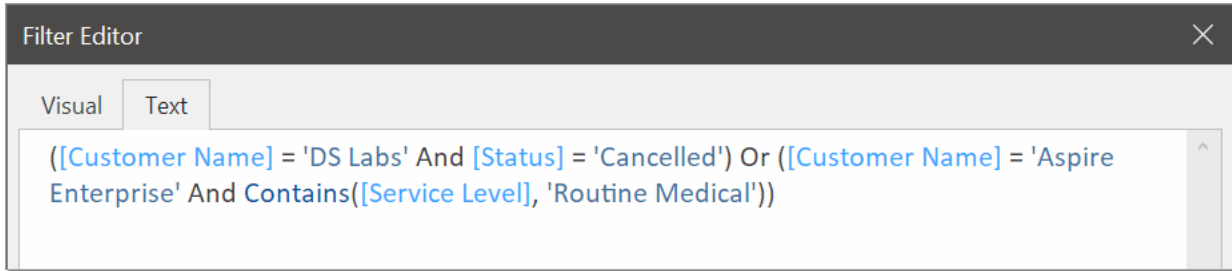 Filter Editor
Visual Text
([Customer Name] = 'DS Labs' And [Status] = 'Cancelled') Or ([Customer Name] = 'Aspire
Enterprise' And Contains([Service Level], 'Routine Medical'))